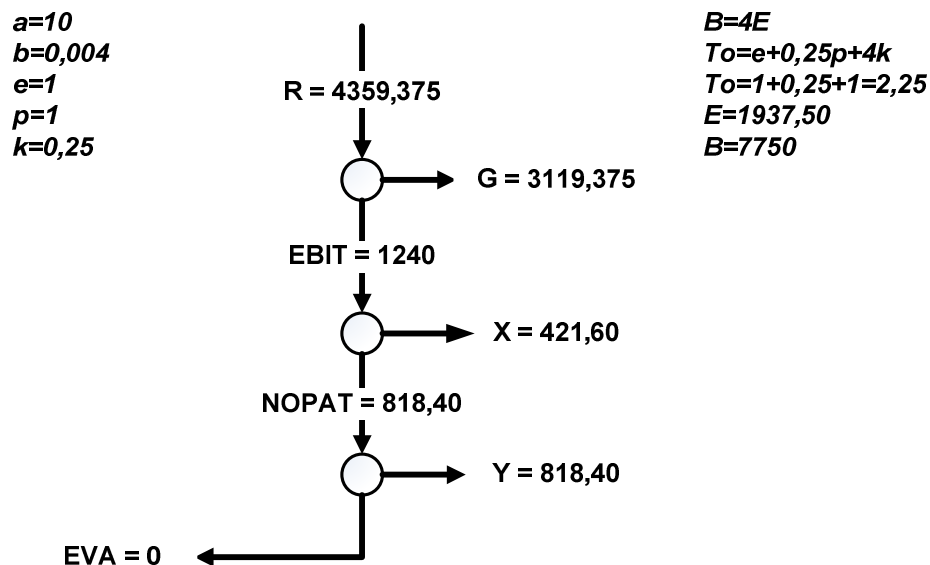 a=10
b=0,004
e=1
p=1
k=0,25
B=4E
To=e+0,25p+4k
To=1+0,25+1=2,25
E=1937,50
B=7750
R = 4359,375
G = 3119,375
EBIT = 1240
X = 421,60
NOPAT = 818,40
Y = 818,40
EVA = 0